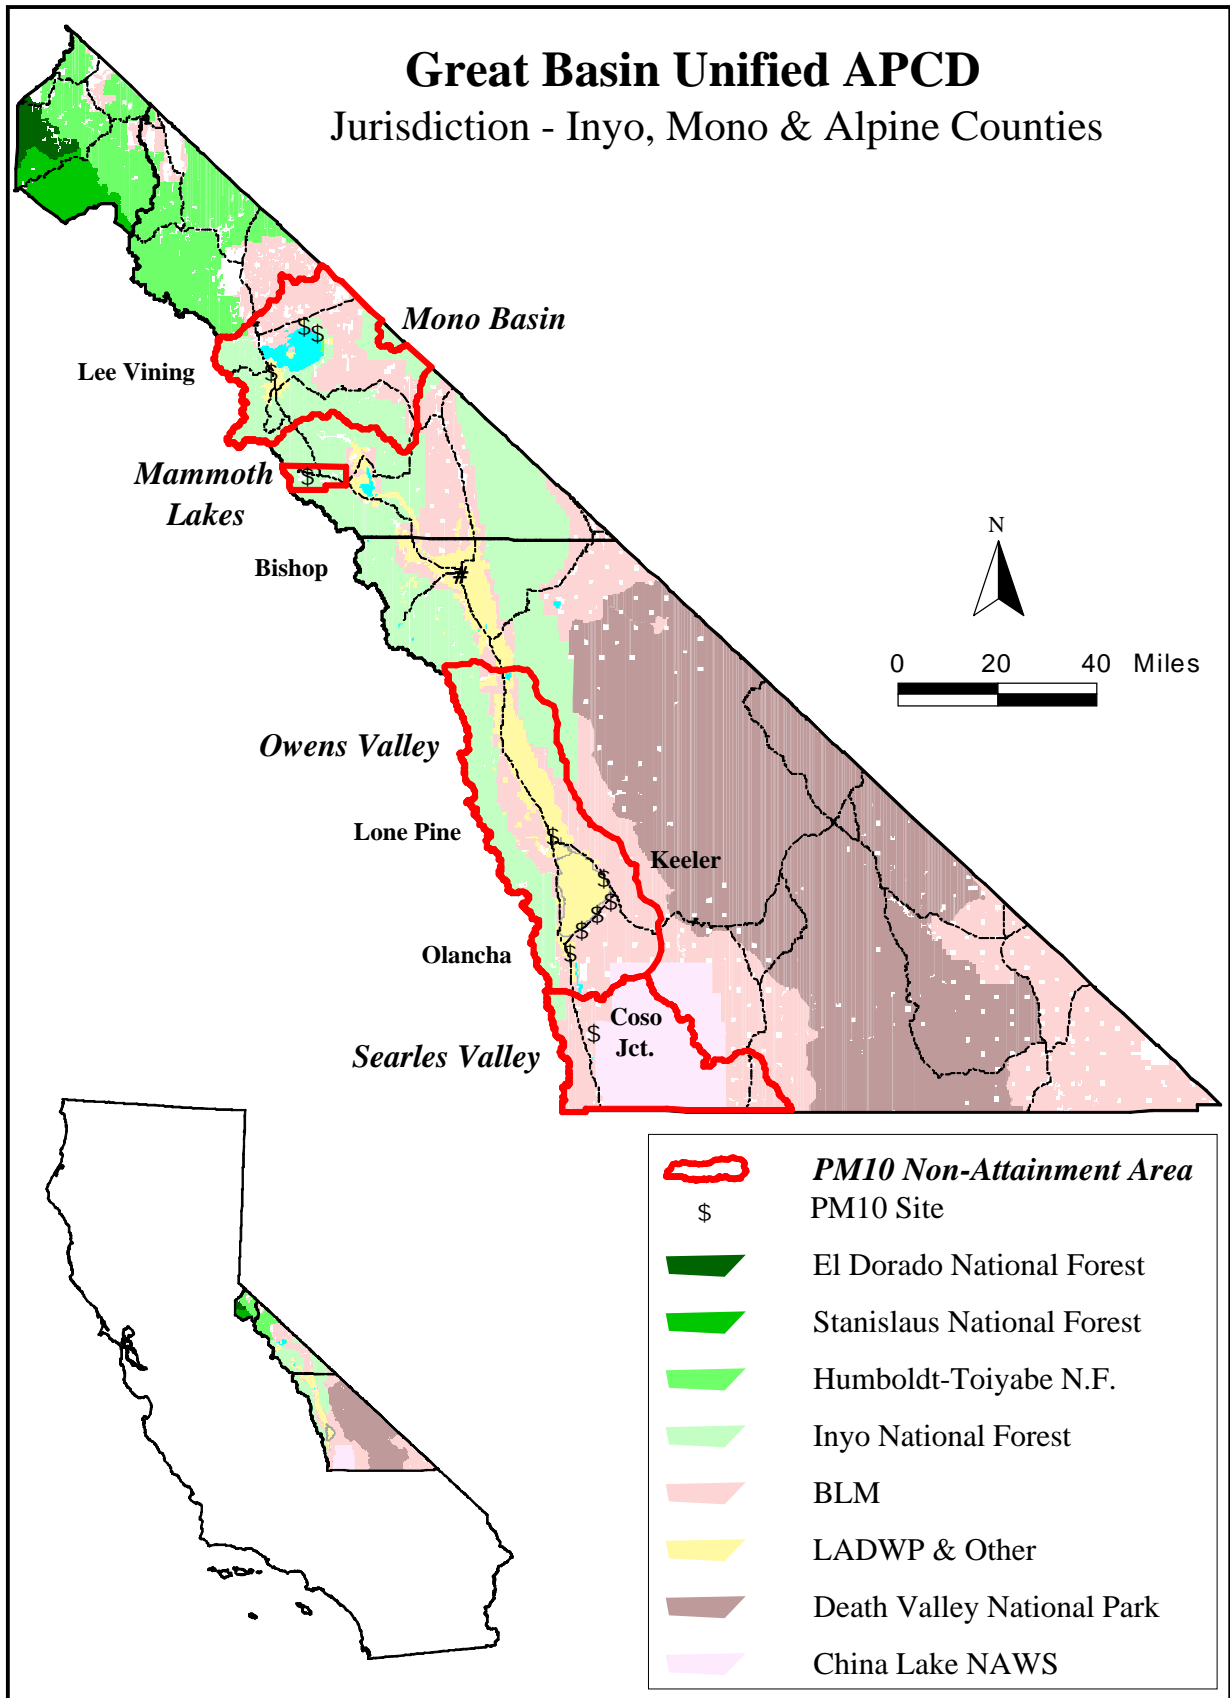 Great Basin Unified APCD
Jurisdiction - Inyo, Mono & Alpine Counties
Mono Basin
$$
Lee Vining
$
Mammoth
Lakes
$
N
Bishop
#
0 20 40 Miles
Owens Valley
Lone Pine
$
Keeler
$
$
$
$
Olancha
$
Coso
Jct.
$
Searles Valley
PM10 Non-Attainment Area
$ PM10 Site
El Dorado National Forest
Stanislaus National Forest
Humboldt-Toiyabe N.F.
Inyo National Forest
BLM
LADWP & Other
Death Valley National Park
China Lake NAWS